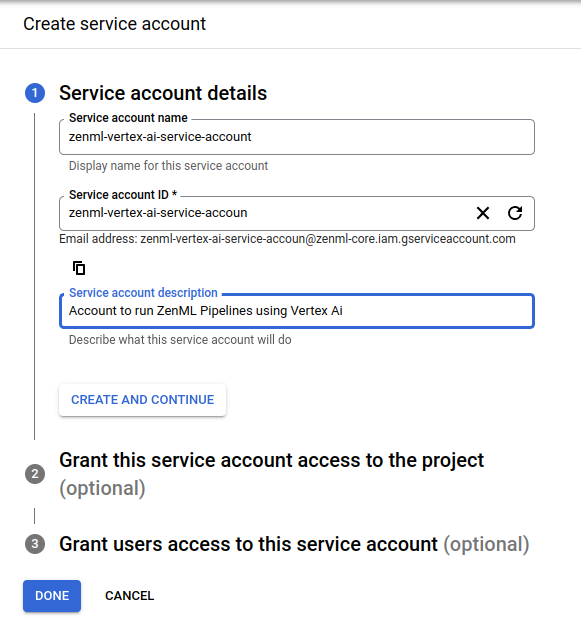 Create service account
1 Service account details
Service account name
zenml-vertex-ai-service-account
Display name for this service account
Service account ID *
zenml-vertex-ai-service-accoun
Email address: zenml-vertex-ai-service-accoun@zenml-core.iam.gserviceaccount.com
Service account description
Account to run ZenML Pipelines using Vertex Ai
Describe what this service account will do
CREATE AND CONTINUE
2 Grant this service account access to the project
(optional)
3 Grant users access to this service account (optional)
DONE CANCEL